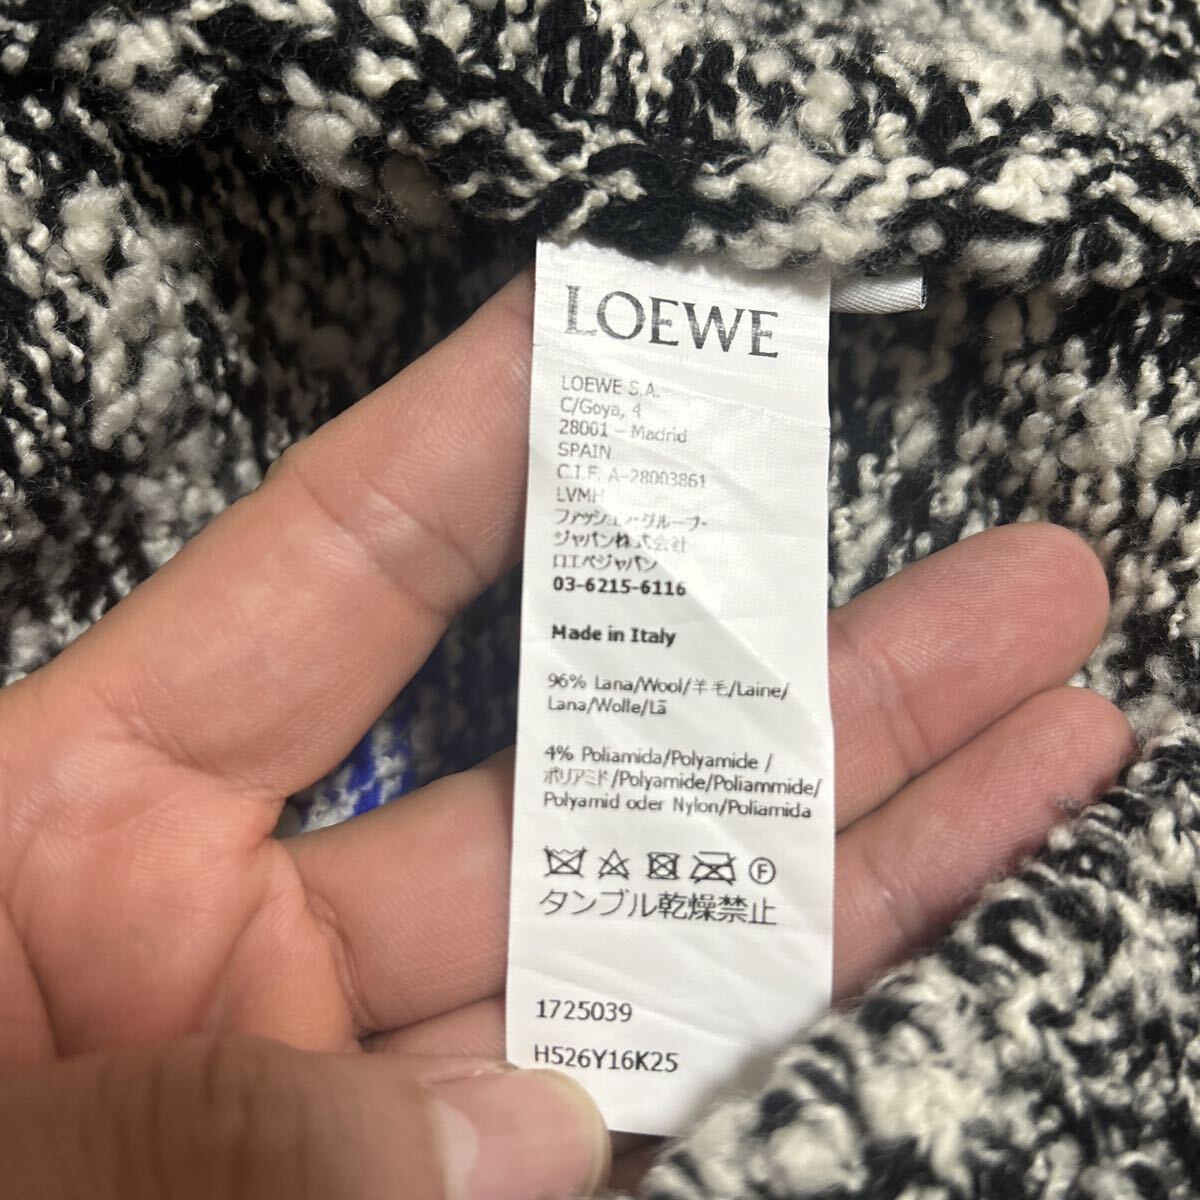 LOEWE
LOEWE S.A.
C/Goya, 4
28001 - Madrid
SPAIN
C.I.F. A-28003861
LVMH
ファッション・グループ・
ジャパン株式会社
ロエベジャパン
03-6215-6116
Made in Italy
96% Lana/Wool/羊毛/Laine/
Lana/Wolle/Lã
4% Poliamida/Polyamide /
ポリアミド/Polyamide/Poliammide/
Polyamid oder Nylon/Poliamida
F
タンブル乾燥禁止
1725039
H526Y16K25